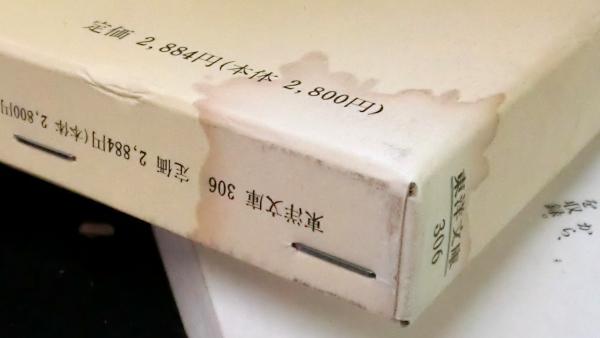 定価 2,884円(本体 2,800円)
東洋文庫 306 定価 2,884円(本体 2,800円
東洋文庫
306
から、